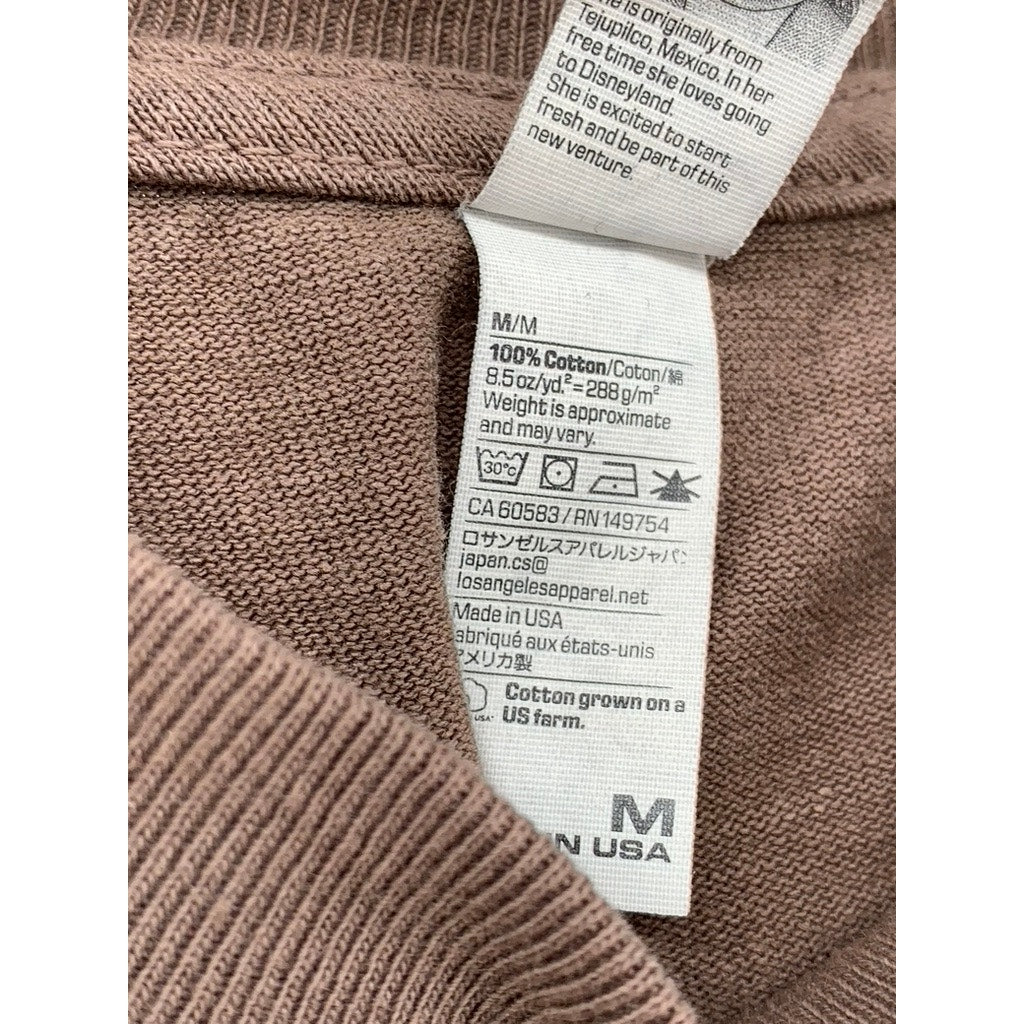 he is originally from
Tejupilco, Mexico. In her
free time she loves going
to Disneyland.
She is excited to start
fresh and be part of this
new venture.
M/M
100% Cotton/Coton/綿
8.5 oz/yd.² = 288 g/m²
Weight is approximate
and may vary.
30°C
CA 60583 / RN 149754
ロサンゼルスアパレルジャパン
japan.cs@
losangelesapparel.net
Made in USA
abriqué aux états-unis
アメリカ製
Cotton grown on a
USA
US farm.
M
IN USA